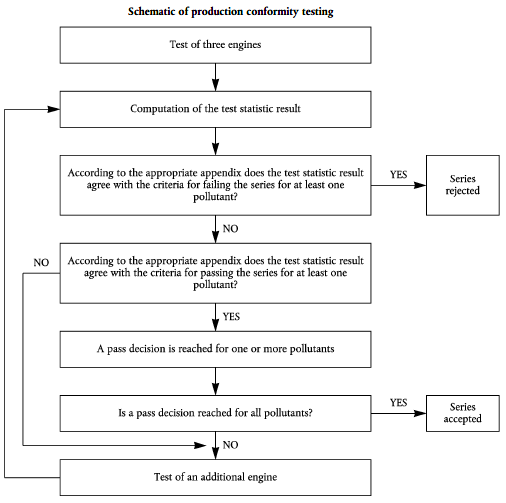 Schematic of production conformity testing
Test of three engines
Computation of the test statistic result
According to the appropriate appendix does the test statistic result
agree with the criteria for failing the series for at least one
pollutant?
YES
Series
rejected
NO
NO
According to the appropriate appendix does the test statistic result
agree with the criteria for passing the series for at least one
pollutant?
YES
A pass decision is reached for one or more pollutants
Is a pass decision reached for all pollutants?
YES
Series
accepted
NO
Test of an additional engine